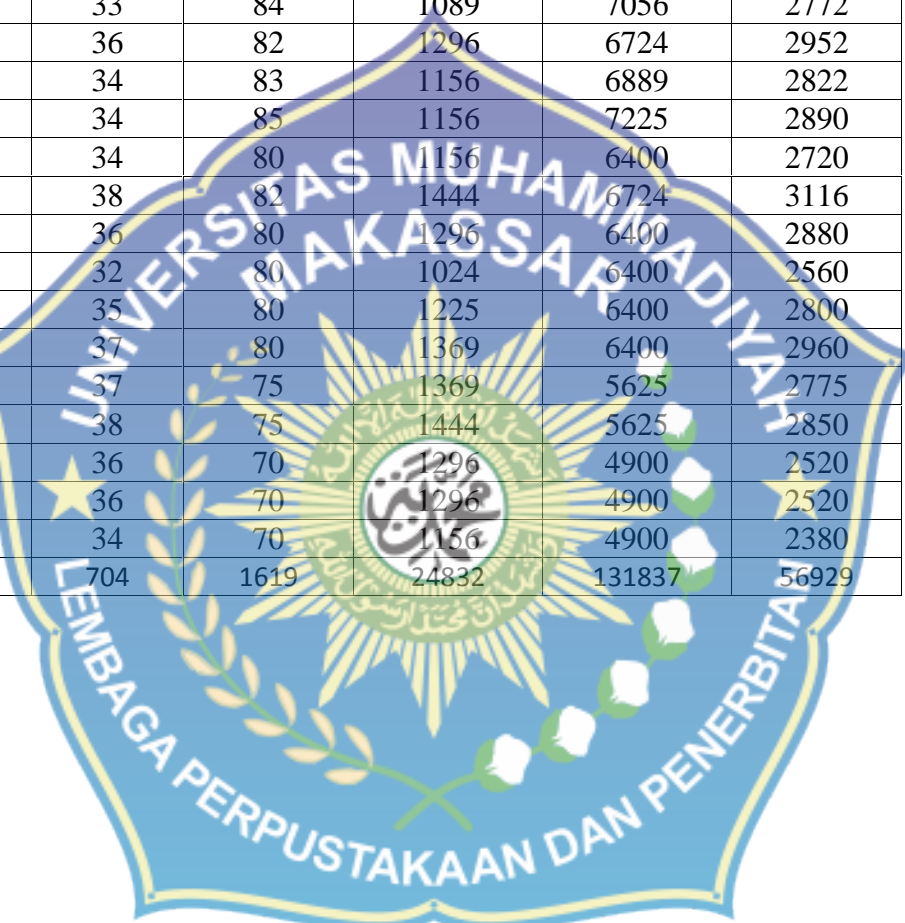 33 84 1089 7056 2772
36 82 1296 6724 2952
34 83 1156 6889 2822
34 85 1156 7225 2890
34 80 1156 6400 2720
38 82 1444 6724 3116
36 80 1296 6400 2880
32 80 1024 6400 2560
35 80 1225 6400 2800
37 80 1369 6400 2960
37 75 1369 5625 2775
38 75 1444 5625 2850
36 70 1296 4900 2520
36 70 1296 4900 2520
34 70 1156 4900 2380
704 1619 24832 131837 56929
UNIVERSITAS MUHAMMADIYAH
MAKASSAR
LEMBAGA PERPUSTAKAAN DAN PENERBITAN